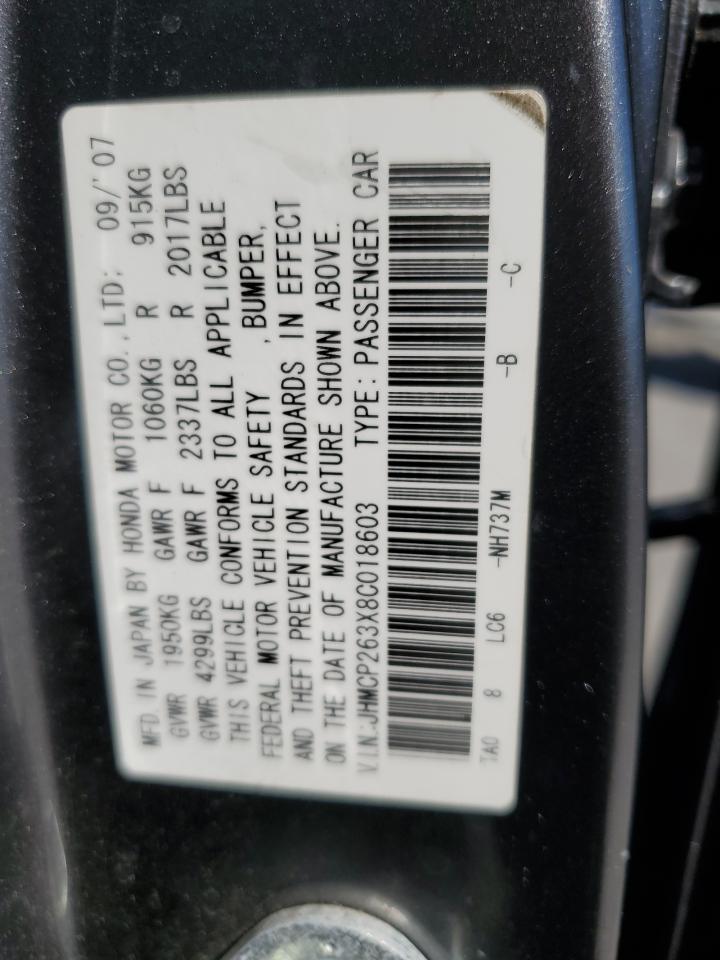 MFD. IN JAPAN BY HONDA MOTOR CO., LTD: 09/'07
GVWR 1950KG GAWR F 1060KG R 915KG
GVWR 4299LBS GAWR F 2337LBS R 2017LBS
THIS VEHICLE CONFORMS TO ALL APPLICABLE
FEDERAL MOTOR VEHICLE SAFETY , BUMPER,
AND THEFT PREVENTION STANDARDS IN EFFECT
ON THE DATE OF MANUFACTURE SHOWN ABOVE.
V.I.N:JHMCP263X8C018603 TYPE: PASSENGER CAR
TA0 8 LC6 -NH737M -B -C